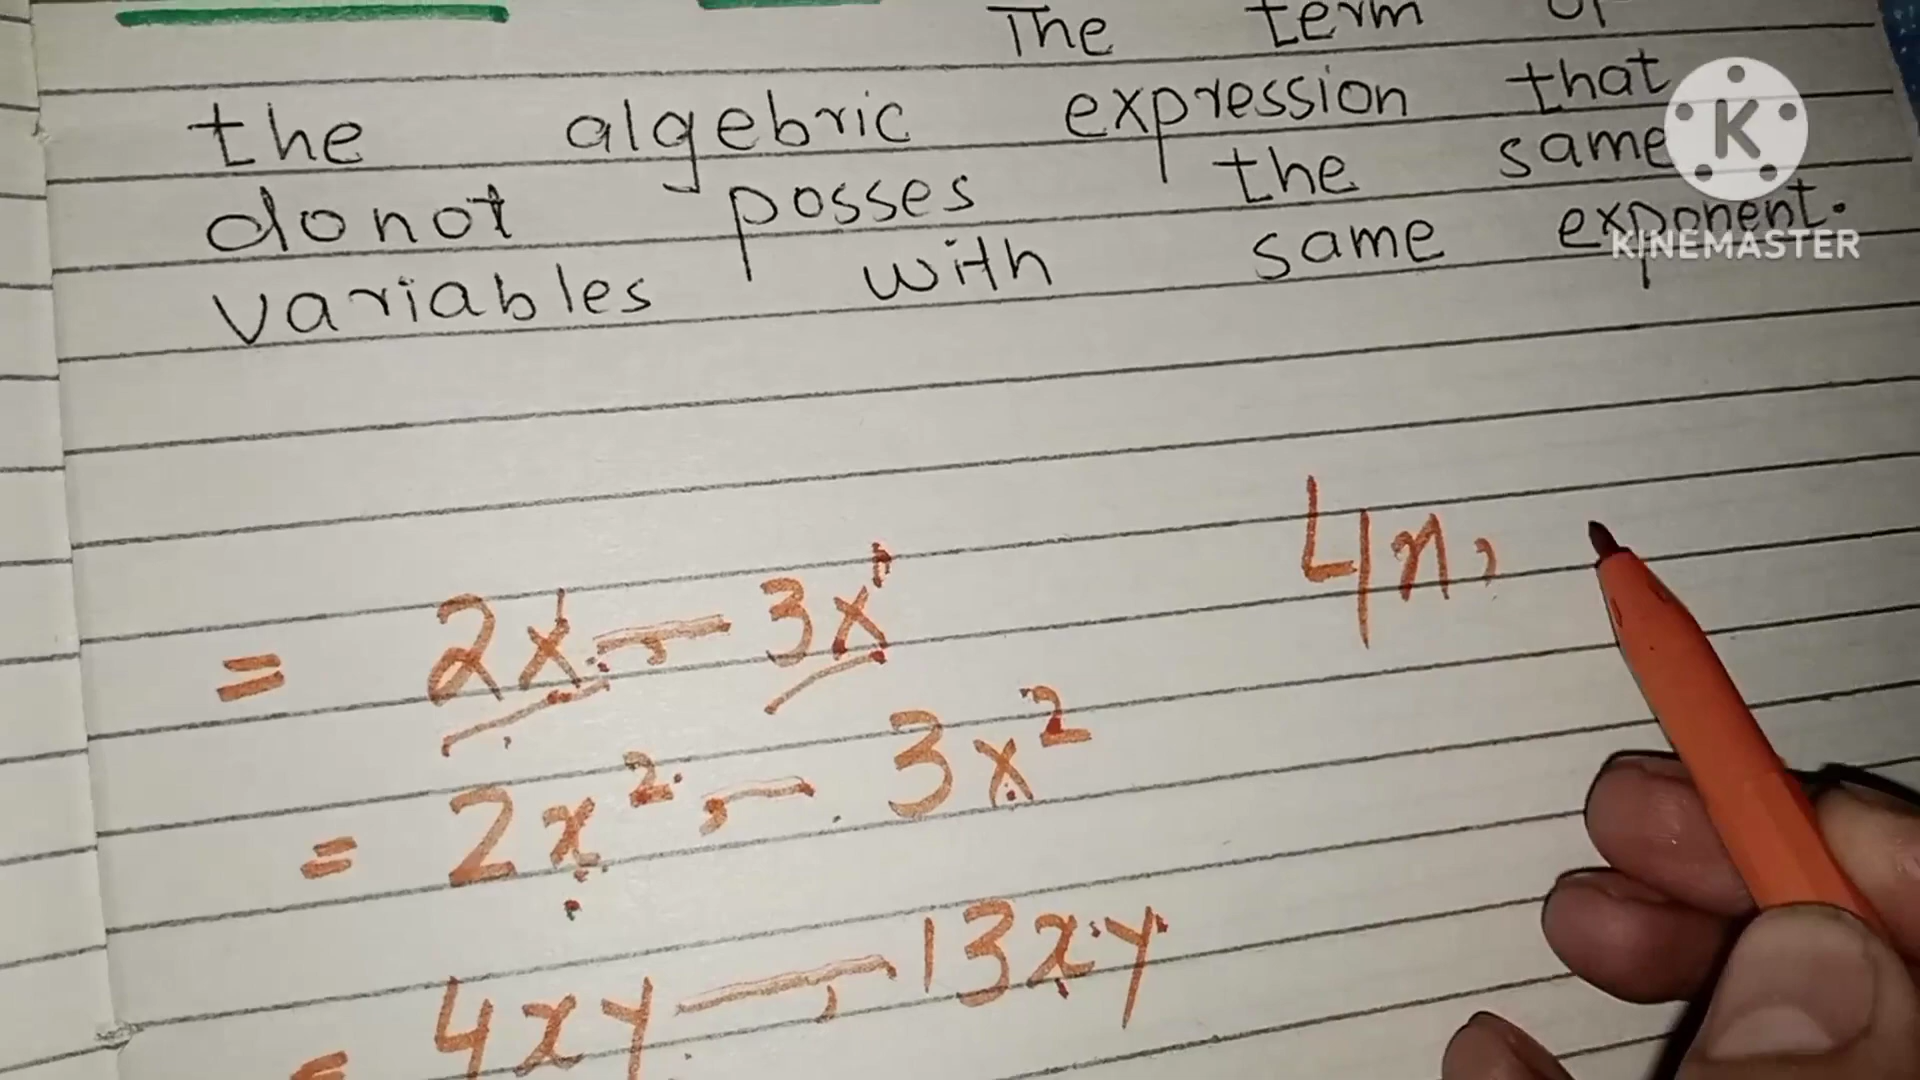 The term of
the algebric expression that
donot posses the same
variables with same exponent.
K
KINEMASTER
= 2x - 3x
4x,
= 2x², - 3x²
= 4xy - , 13xy